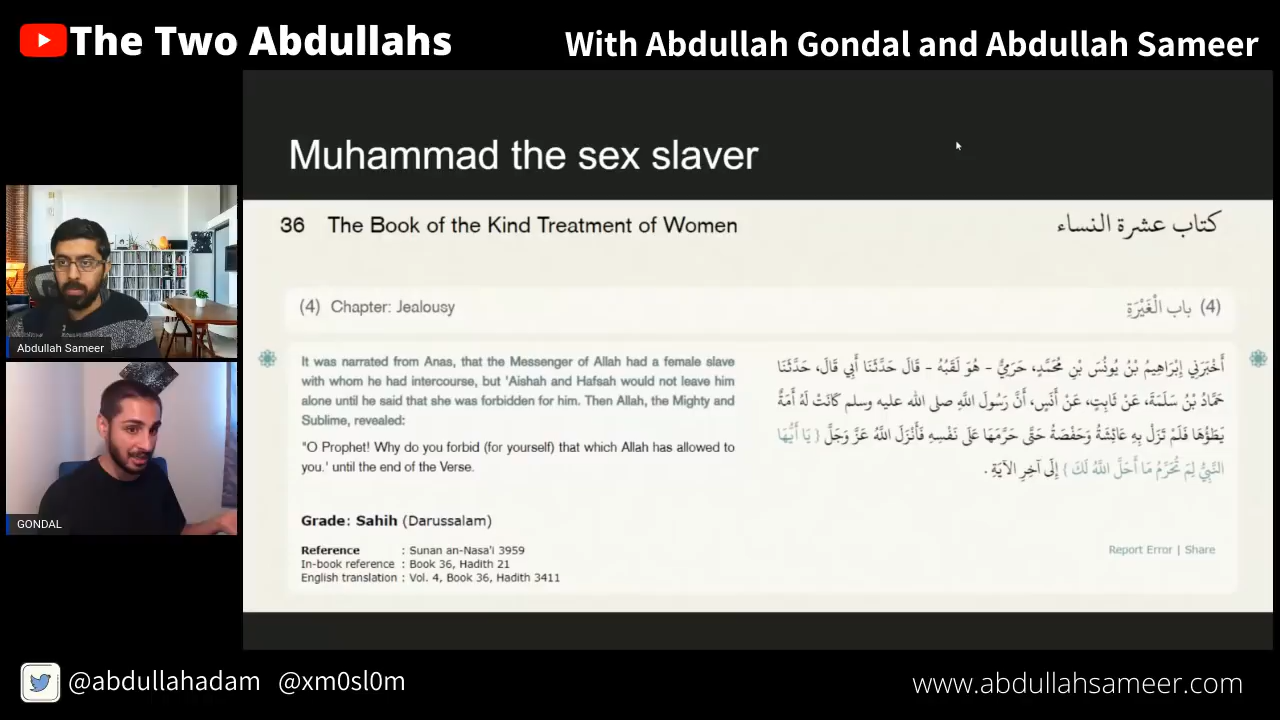 The Two Abdullahs
With Abdullah Gondal and Abdullah Sameer
Muhammad the sex slaver
36 The Book of the Kind Treatment of Women
كتاب عشرة النساء
(4) Chapter: Jealousy
(4) باب الْغَيْرَةِ
It was narrated from Anas, that the Messenger of Allah had a female slave
with whom he had intercourse, but 'Aishah and Hafsah would not leave him
alone until he said that she was forbidden for him. Then Allah, the Mighty and
Sublime, revealed:
"O Prophet! Why do you forbid (for yourself) that which Allah has allowed to
you.' until the end of the Verse.
أَخْبَرَنِي إِبْرَاهِيمُ بْنُ يُونُسَ بْنِ مُحَمَّدٍ، حَرَمِيٌّ - هُوَ لَقَبُهُ - قَالَ حَدَّثَنَا أَبِي قَالَ، حَدَّثَنَا
حَمَّادُ بْنُ سَلَمَةَ، عَنْ ثَابِتٍ، عَنْ أَنَسٍ، أَنَّ رَسُولَ اللَّهِ صلى الله عليه وسلم كَانَتْ لَهُ أَمَةٌ
يَطَؤُهَا فَلَمْ تَزَلْ بِهِ عَائِشَةُ وَحَفْصَةُ حَتَّى حَرَّمَهَا عَلَى نَفْسِهِ فَأَنْزَلَ اللَّهُ عَزَّ وَجَلَّ { يَا أَيُّهَا
النَّبِيُّ لِمَ تُحَرِّمُ مَا أَحَلَّ اللَّهُ لَكَ } إِلَى آخِرِ الآيَةِ .
Grade: Sahih (Darussalam)
Reference : Sunan an-Nasa'i 3959
In-book reference : Book 36, Hadith 21
English translation : Vol. 4, Book 36, Hadith 3411
Report Error | Share
Abdullah Sameer
GONDAL
@abdullahadam @xm0sl0m
www.abdullahsameer.com